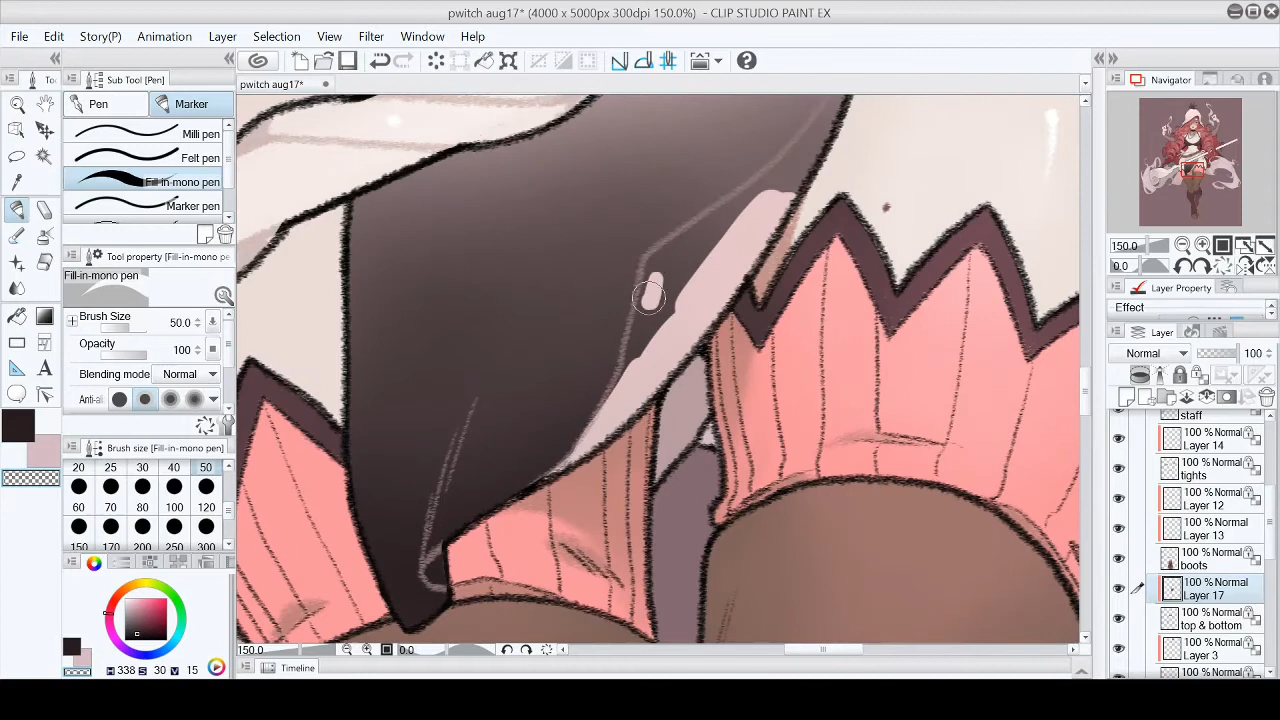 pwitch aug17* (4000 x 5000px 300dpi 150.0%)  - CLIP STUDIO PAINT EX
File Edit Story(P) Animation Layer Selection View Filter Window Help
Sub Tool [Pen]
Navigator
pwitch aug17*
Pen
Marker
Milli pen
Felt pen
Fill-in-mono pen
Marker pen
Tool property [Fill-in-mono pen]
Fill-in-mono pen
Brush Size 50.0
Opacity 100
Blending mode Normal
Brush size [Fill-in-mono pen]
20 25 30 40 50
60 70 80 100 120
150 170 200 250 300
H 338 S 30 V 15
150.0
0.0
Timeline
150.0
0.0
Layer Property
Effect
Normal 100
staff
100 %Normal
Layer 14
100 %Normal
tights
100 %Normal
Layer 12
100 %Normal
Layer 13
100 %Normal
boots
100 %Normal
Layer 17
100 %Normal
top & bottom
100 %Normal
Layer 3
100 %Normal